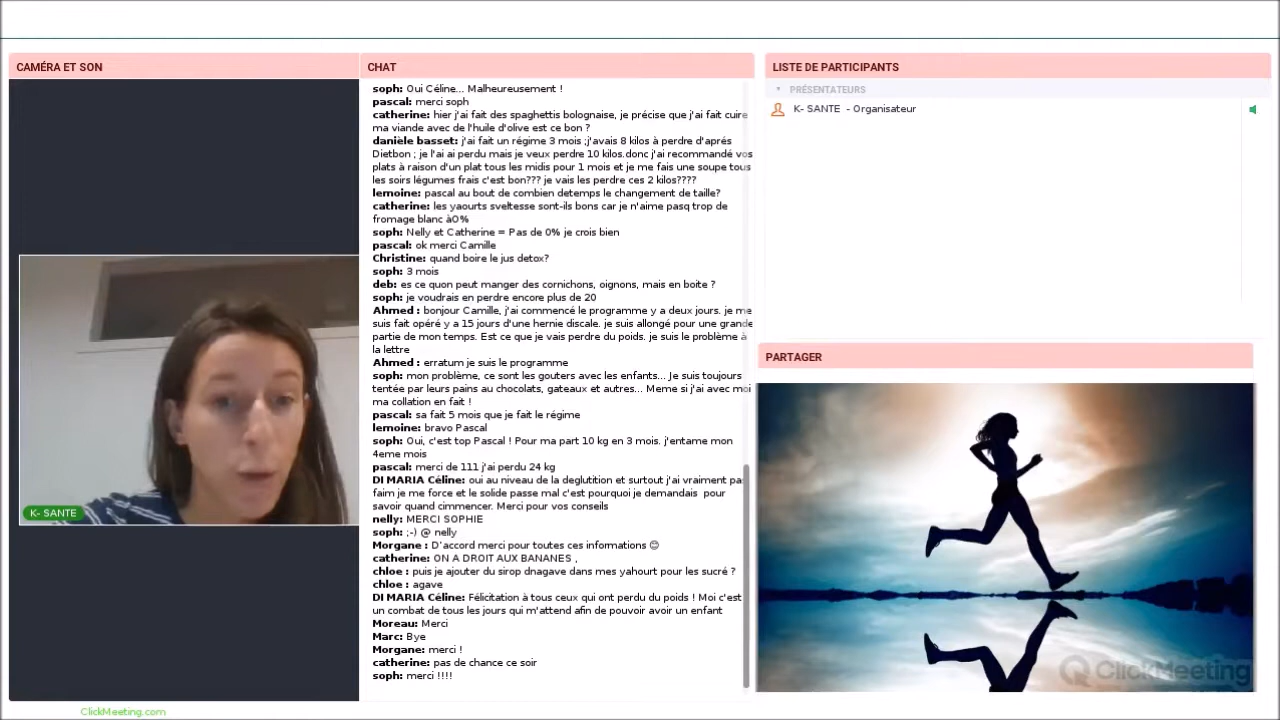 CAMÉRA ET SON
K- SANTE
CHAT
soph: Oui Céline... Malheureusement !
pascal: merci soph
catherine: hier j'ai fait des spaghettis bolognaise, je précise que j'ai fait cuire
ma viande avec de l'huile d'olive est ce bon ?
danièle basset: j'ai fait un régime 3 mois ;j'avais 8 kilos à perdre d'aprés
Dietbon ; je l'ai ai perdu mais je veux perdre 10 kilos.donc j'ai recommandé vos
plats à raison d'un plat tous les midis pour 1 mois et je me fais une soupe tous
les soirs légumes frais c'est bon??? je vais les perdre ces 2 kilos????
lemoine: pascal au bout de combien detemps le changement de taille?
catherine: les yaourts sveltesse sont-ils bons car je n'aime pasq trop de
fromage blanc à0%
soph: Nelly et Catherine = Pas de 0% je crois bien
pascal: ok merci Camille
Christine: quand boire le jus detox?
soph: 3 mois
deb: es ce quon peut manger des cornichons, oignons, mais en boite ?
soph: je voudrais en perdre encore plus de 20
Ahmed : bonjour Camille, j'ai commencé le programme y a deux jours. je me
suis fait opéré y a 15 jours d'une hernie discale. je suis allongé pour une grande
partie de mon temps. Est ce que je vais perdre du poids. je suis le problème à
la lettre
Ahmed : erratum je suis le programme
soph: mon problème, ce sont les gouters avec les enfants... Je suis toujours
tentée par leurs pains au chocolats, gateaux et autres... Meme si j'ai avec moi
ma collation en fait !
pascal: sa fait 5 mois que je fait le régime
lemoine: bravo Pascal
soph: Oui, c'est top Pascal ! Pour ma part 10 kg en 3 mois. j'entame mon
4eme mois
pascal: merci de 111 j'ai perdu 24 kg
DI MARIA Céline: oui au niveau de la deglutition et surtout j'ai vraiment pa
faim je me force et le solide passe mal c'est pourquoi je demandais pour
savoir quand cimmencer. Merci pour vos conseils
nelly: MERCI SOPHIE
soph: ;-) @ nelly
Morgane : D'accord merci pour toutes ces informations 😊
catherine: ON A DROIT AUX BANANES ,
chloe : puis je ajouter du sirop dnagave dans mes yahourt pour les sucré ?
chloe : agave
DI MARIA Céline: Félicitation à tous ceux qui ont perdu du poids ! Moi c'est
un combat de tous les jours qui m'attend afin de pouvoir avoir un enfant
Moreau: Merci
Marc: Bye
Morgane: merci !
catherine: pas de chance ce soir
soph: merci !!!!
LISTE DE PARTICIPANTS
PRÉSENTATEURS
K- SANTE - Organisateur
PARTAGER
ClickMeeting
ClickMeeting.com